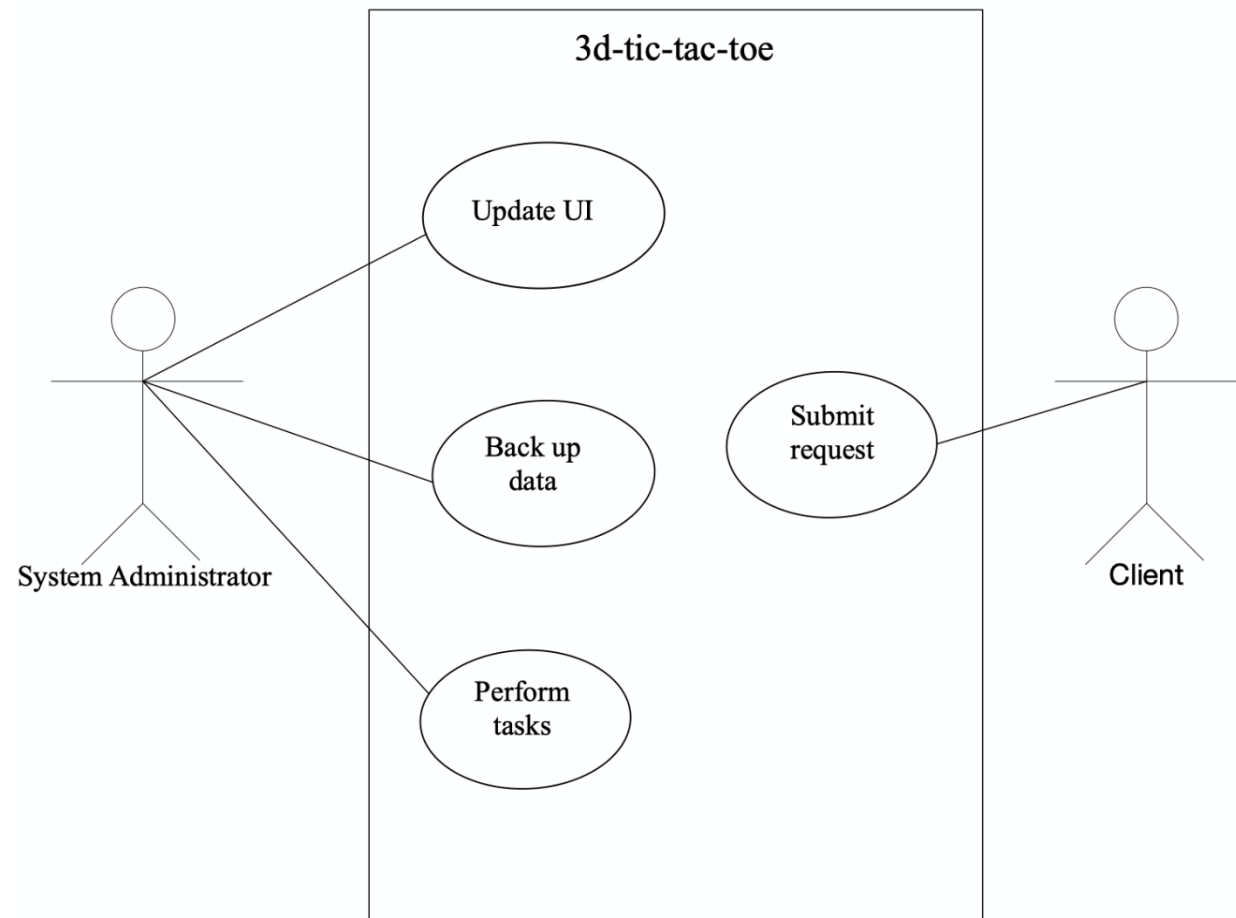 3d-tic-tac-toe
Update UI
Back up
data
Submit
request
System Administrator
Client
Perform
tasks